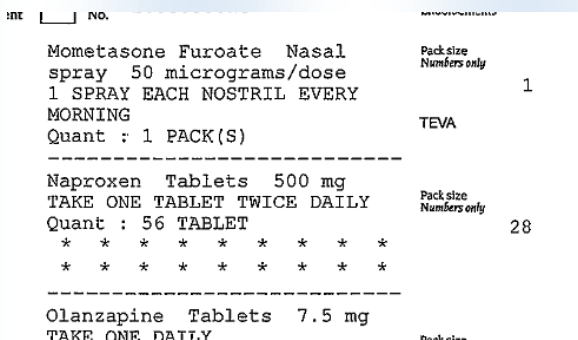 No.
Mometasone Furoate Nasal
spray 50 micrograms/dose
1 SPRAY EACH NOSTRIL EVERY
MORNING
Quant : 1 PACK(S)
Pack size
Numbers only
1
TEVA
----------------------------
Naproxen Tablets 500 mg
TAKE ONE TABLET TWICE DAILY
Quant : 56 TABLET
* * * * * * * * *
* * * * * * * * *
Pack size
Numbers only
28
----------------------------
Olanzapine Tablets 7.5 mg
TAKE ONE DAILY
Pack size